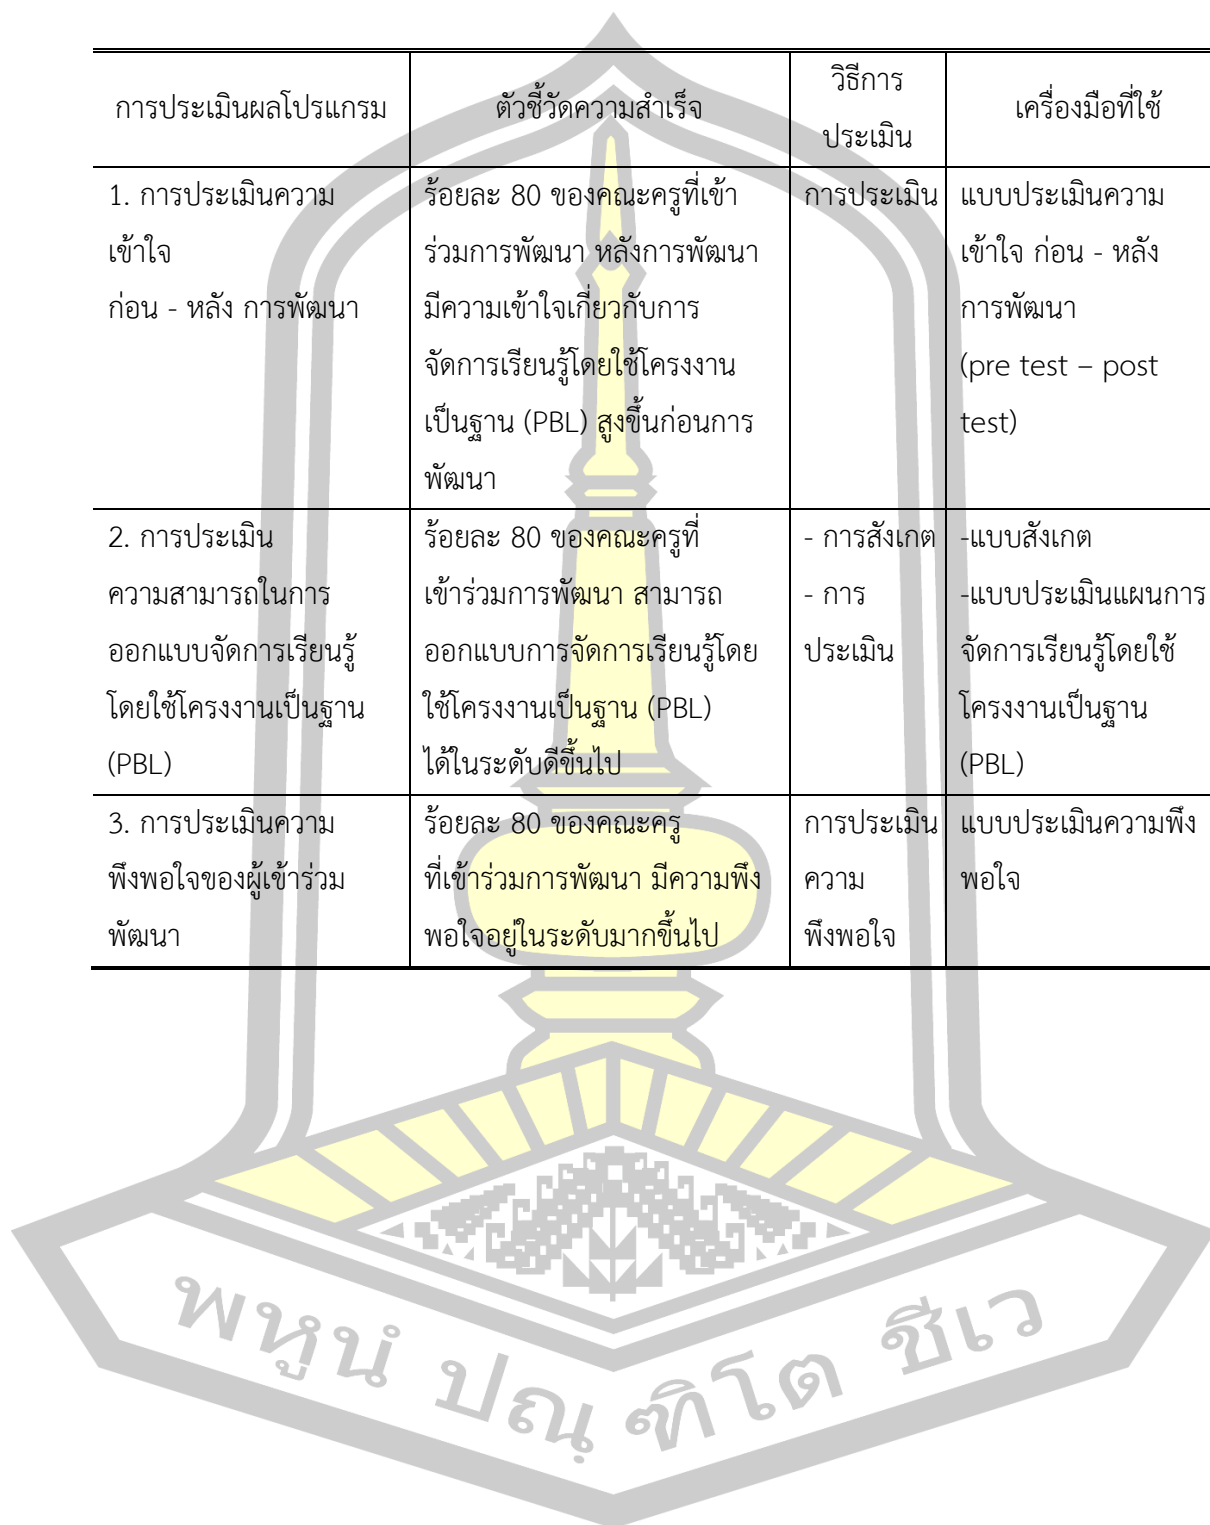 การประเมินผลโปรแกรม
ตัวชี้วัดความสำเร็จ
วิธีการ
ประเมิน
เครื่องมือที่ใช้
1. การประเมินความ
เข้าใจ
ก่อน - หลัง การพัฒนา
ร้อยละ 80 ของคณะครูที่เข้า
ร่วมการพัฒนา หลังการพัฒนา
มีความเข้าใจเกี่ยวกับการ
จัดการเรียนรู้โดยใช้โครงงาน
เป็นฐาน (PBL) สูงขึ้นก่อนการ
พัฒนา
การประเมิน
แบบประเมินความ
เข้าใจ ก่อน - หลัง
การพัฒนา
(pre test – post
test)
2. การประเมิน
ความสามารถในการ
ออกแบบจัดการเรียนรู้
โดยใช้โครงงานเป็นฐาน
(PBL)
ร้อยละ 80 ของคณะครูที่
เข้าร่วมการพัฒนา สามารถ
ออกแบบการจัดการเรียนรู้โดย
ใช้โครงงานเป็นฐาน (PBL)
ได้ในระดับดีขึ้นไป
- การสังเกต
- การ
ประเมิน
-แบบสังเกต
-แบบประเมินแผนการ
จัดการเรียนรู้โดยใช้
โครงงานเป็นฐาน
(PBL)
3. การประเมินความ
พึงพอใจของผู้เข้าร่วม
พัฒนา
ร้อยละ 80 ของคณะครู
ที่เข้าร่วมการพัฒนา มีความพึง
พอใจอยู่ในระดับมากขึ้นไป
การประเมิน
ความ
พึงพอใจ
แบบประเมินความพึง
พอใจ
พหูนํ ปณฺฑิโต ชีเว